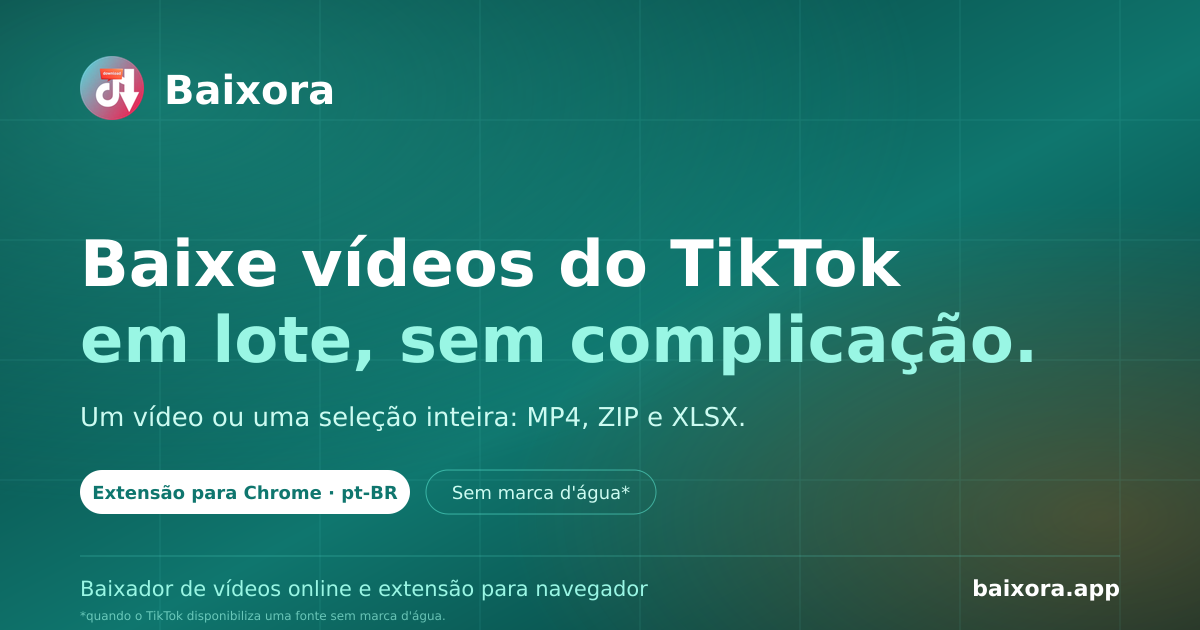 download
Baixora
Baixe vídeos do TikTok
em lote, sem complicação.
Um vídeo ou uma seleção inteira: MP4, ZIP e XLSX.
Extensão para Chrome · pt-BR
Sem marca d'água*
Baixador de vídeos online e extensão para navegador
baixora.app
*quando o TikTok disponibiliza uma fonte sem marca d'água.